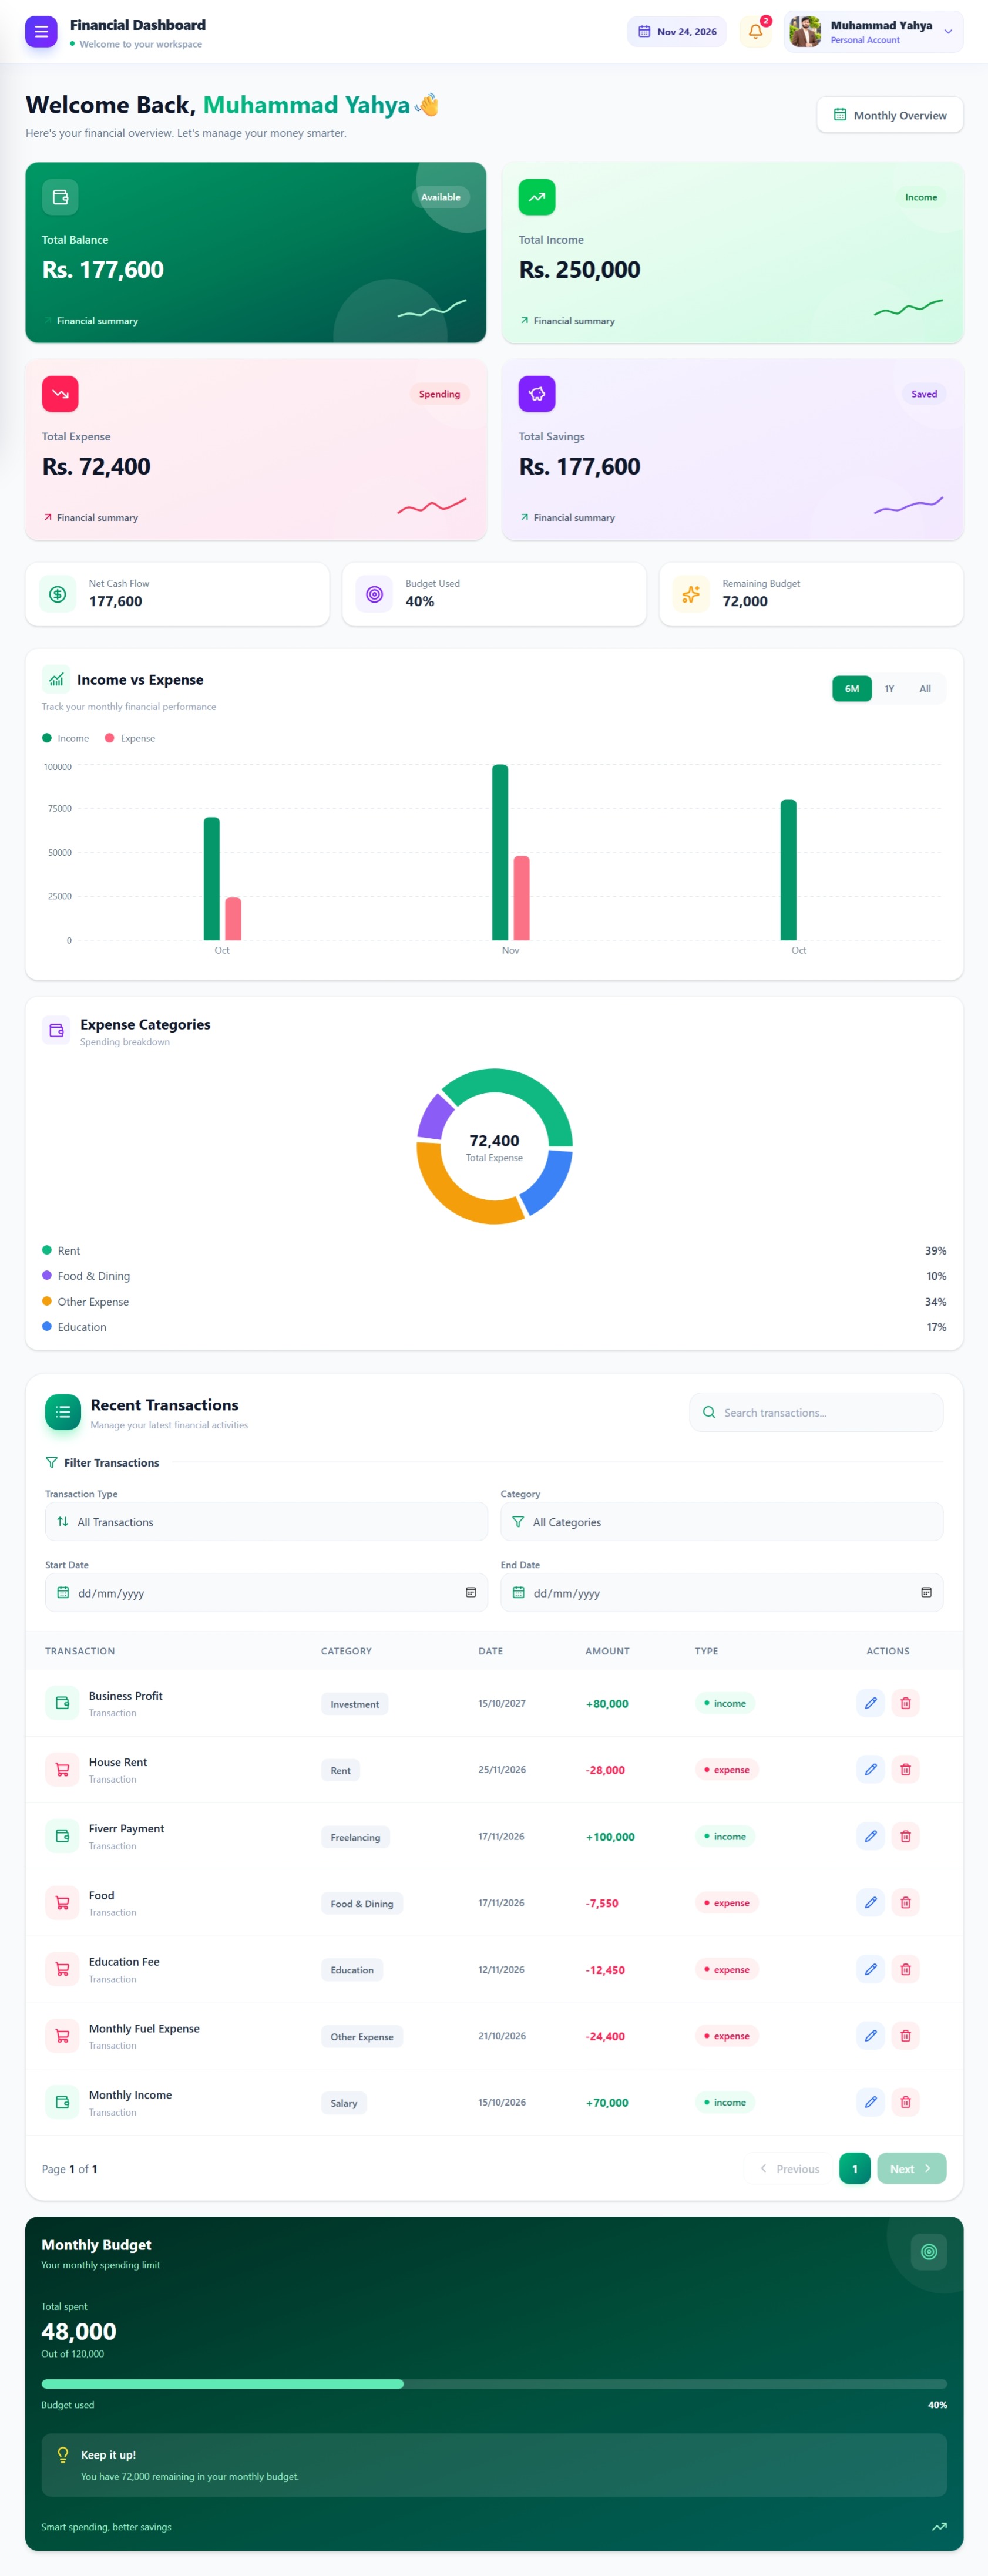 Financial Dashboard
Welcome to your workspace
Nov 24, 2026
2
Muhammad Yahya
Personal Account
Welcome Back, Muhammad Yahya👋
Here's your financial overview. Let's manage your money smarter.
Monthly Overview
Available
Total Balance
Rs. 177,600
Financial summary
Income
Total Income
Rs. 250,000
Financial summary
Spending
Total Expense
Rs. 72,400
Financial summary
Saved
Total Savings
Rs. 177,600
Financial summary
Net Cash Flow
177,600
Budget Used
40%
Remaining Budget
72,000
Income vs Expense
Track your monthly financial performance
6M 1Y All
Income Expense
100000
75000
50000
25000
0
Oct Nov Oct
Expense Categories
Spending breakdown
72,400
Total Expense
Rent 39%
Food & Dining 10%
Other Expense 34%
Education 17%
Recent Transactions
Manage your latest financial activities
Search transactions...
Filter Transactions
Transaction Type
All Transactions
Category
All Categories
Start Date
dd/mm/yyyy
End Date
dd/mm/yyyy
TRANSACTION CATEGORY DATE AMOUNT TYPE ACTIONS
Business Profit
Transaction
Investment 15/10/2027 +80,000 income
House Rent
Transaction
Rent 25/11/2026 -28,000 expense
Fiverr Payment
Transaction
Freelancing 17/11/2026 +100,000 income
Food
Transaction
Food & Dining 17/11/2026 -7,550 expense
Education Fee
Transaction
Education 12/11/2026 -12,450 expense
Monthly Fuel Expense
Transaction
Other Expense 21/10/2026 -24,400 expense
Monthly Income
Transaction
Salary 15/10/2026 +70,000 income
Page 1 of 1
Previous 1 Next
Monthly Budget
Your monthly spending limit
Total spent
48,000
Out of 120,000
Budget used 40%
Keep it up!
You have 72,000 remaining in your monthly budget.
Smart spending, better savings